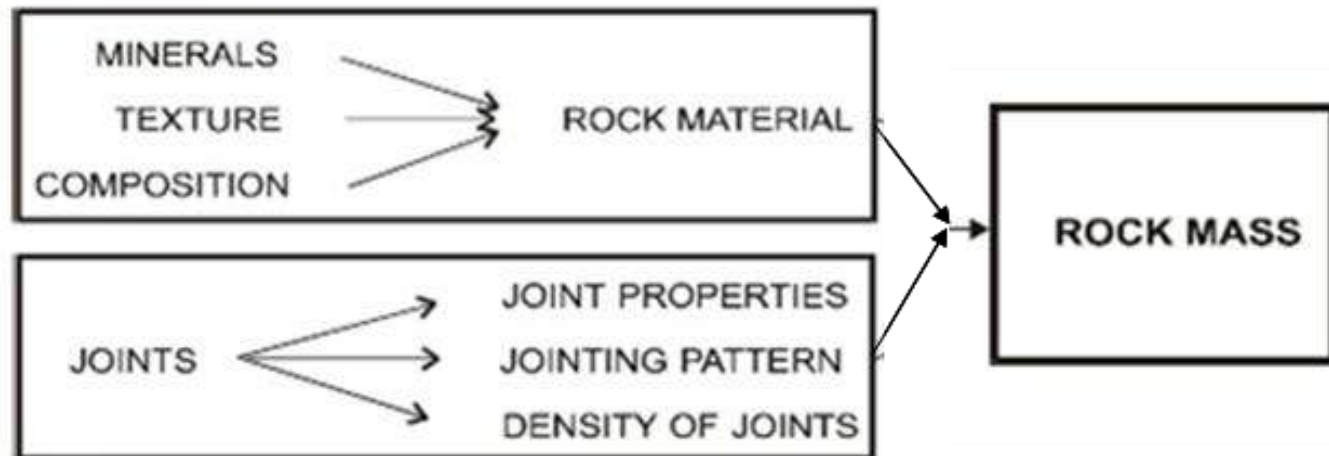 MINERALS
TEXTURE
COMPOSITION
ROCK MATERIAL
JOINTS
JOINT PROPERTIES
JOINTING PATTERN
DENSITY OF JOINTS
ROCK MASS